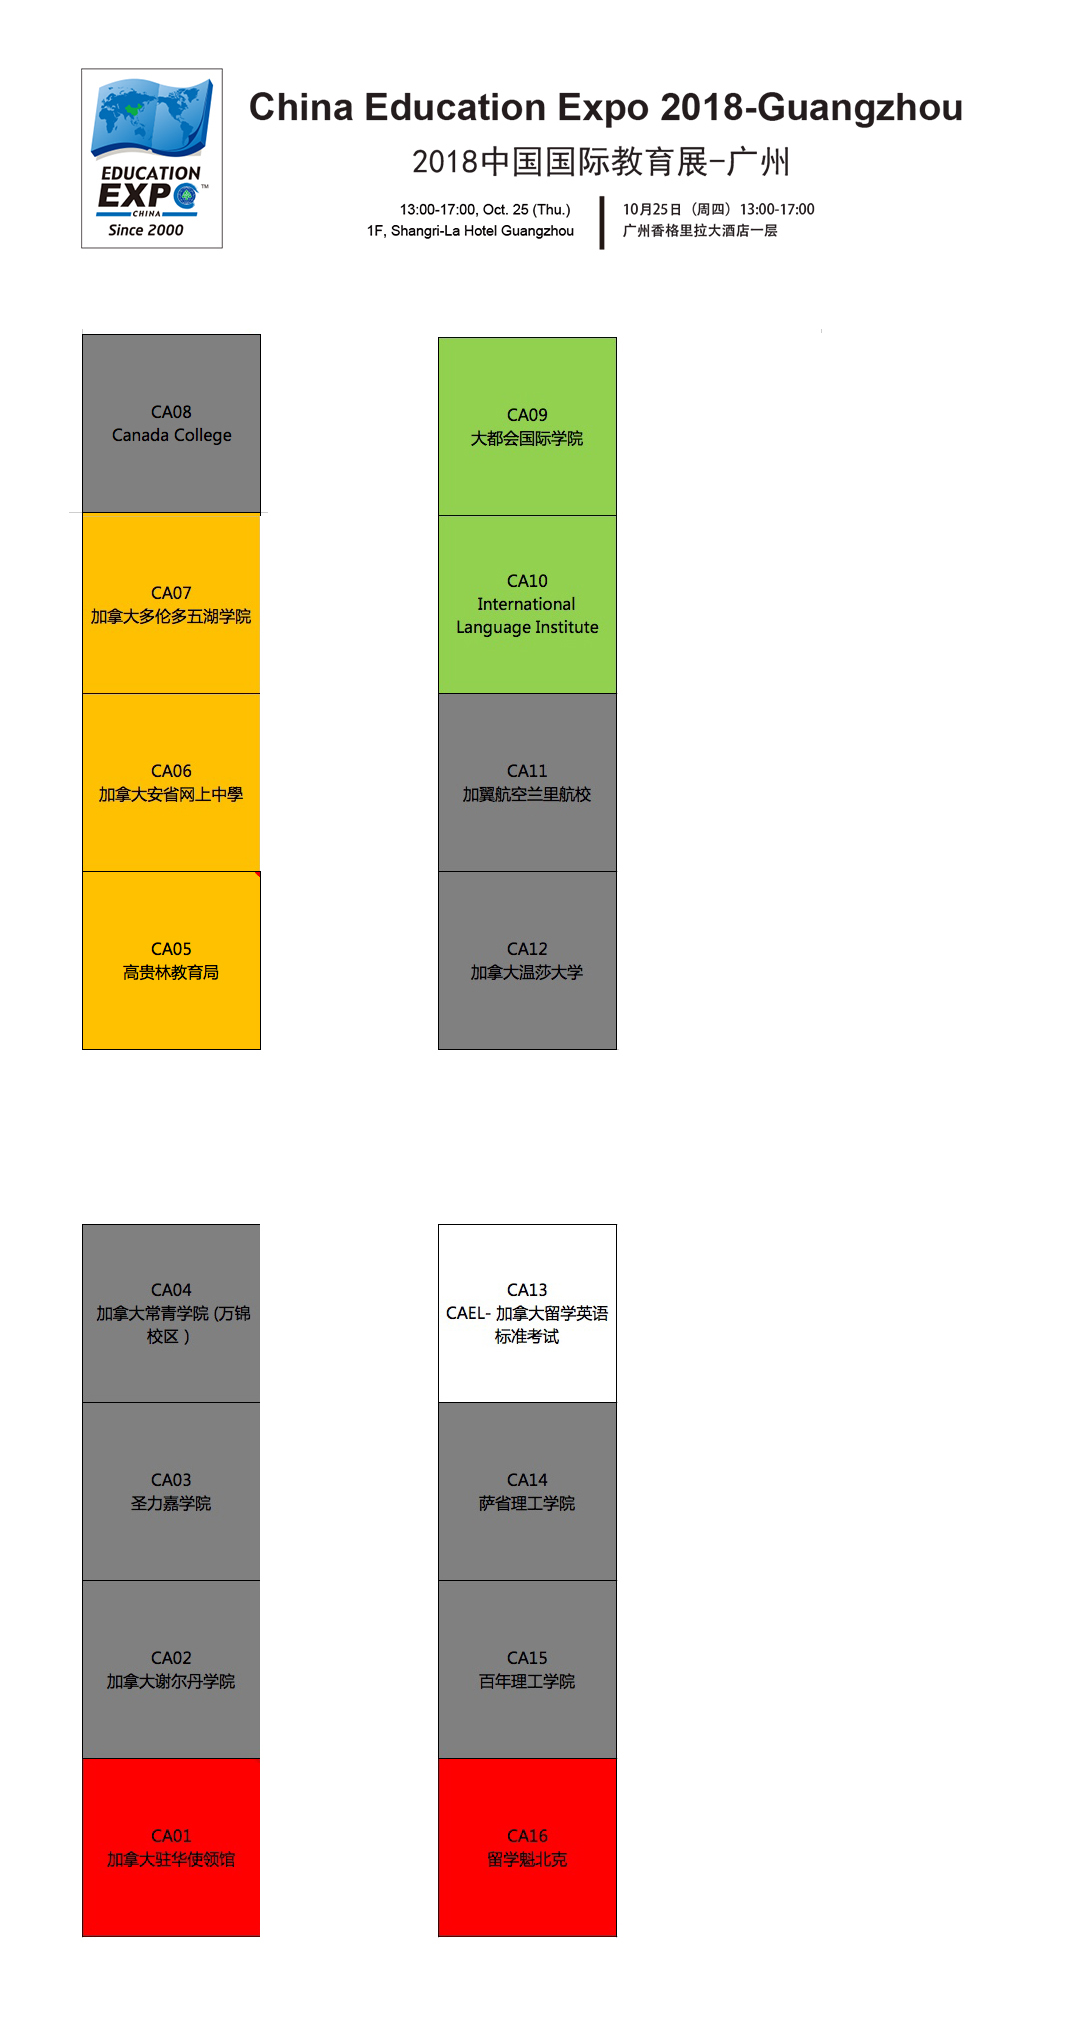 EDUCATION
EXPO™
CHINA
Since 2000
China Education Expo 2018-Guangzhou
2018中国国际教育展-广州
13:00-17:00, Oct. 25 (Thu.)
1F, Shangri-La Hotel Guangzhou
10月25日（周四）13:00-17:00
广州香格里拉大酒店一层
CA08
Canada College
CA07
加拿大多伦多五湖学院
CA06
加拿大安省网上中學
CA05
高贵林教育局
CA09
大都会国际学院
CA10
International
Language Institute
CA11
加翼航空兰里航校
CA12
加拿大温莎大学
CA04
加拿大常青学院 (万锦
校区 )
CA03
圣力嘉学院
CA02
加拿大谢尔丹学院
CA01
加拿大驻华使领馆
CA13
CAEL- 加拿大留学英语
标准考试
CA14
萨省理工学院
CA15
百年理工学院
CA16
留学魁北克